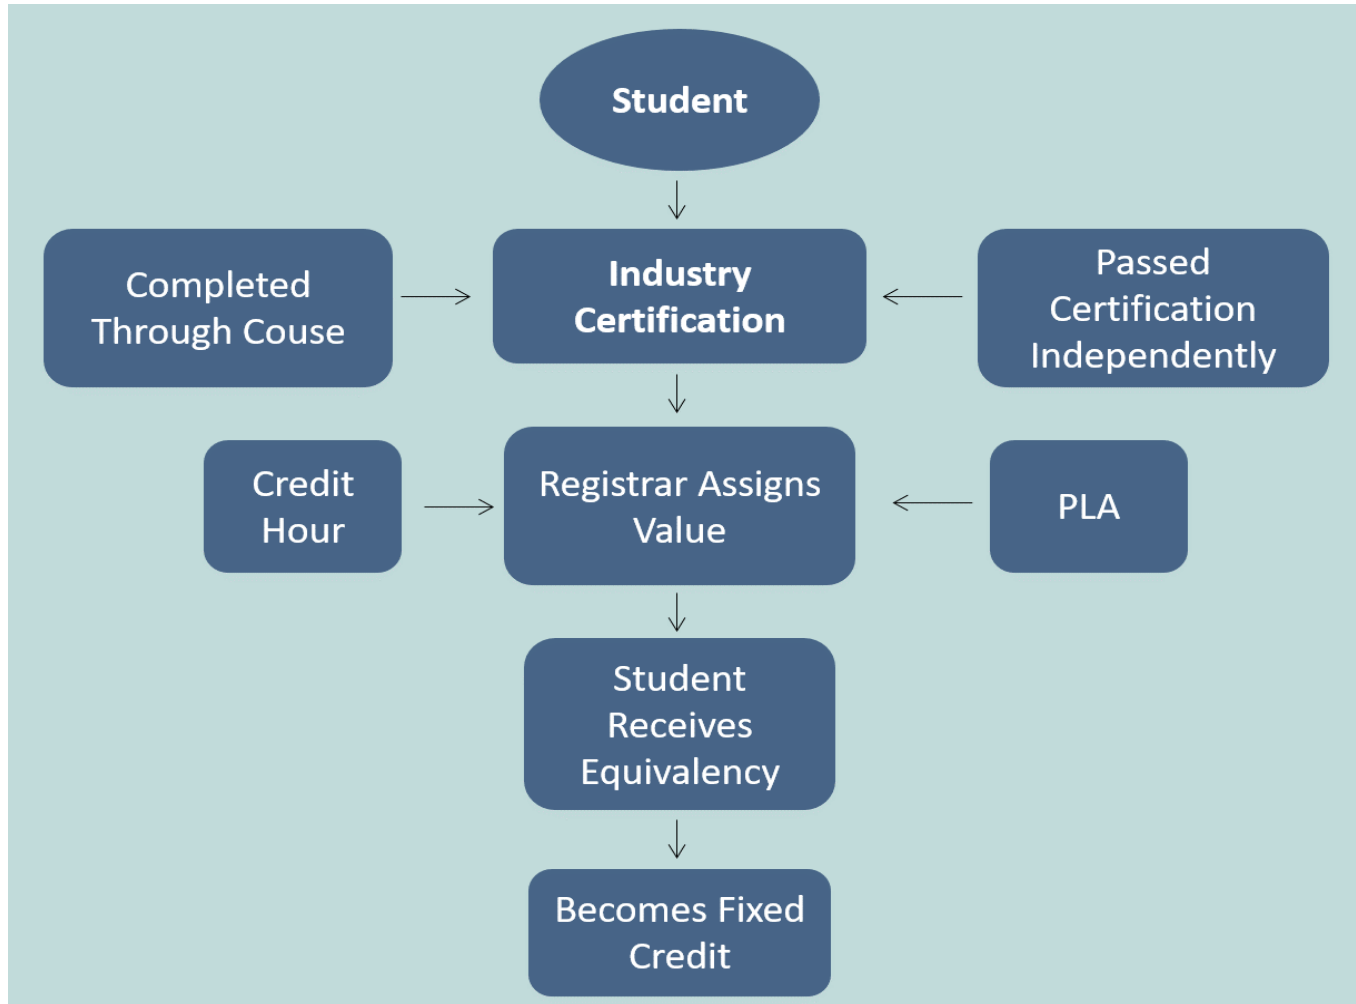 Student
Completed
Through Couse
Industry
Certification
Passed
Certification
Independently
Credit
Hour
Registrar Assigns
Value
PLA
Student
Receives
Equivalency
Becomes Fixed
Credit